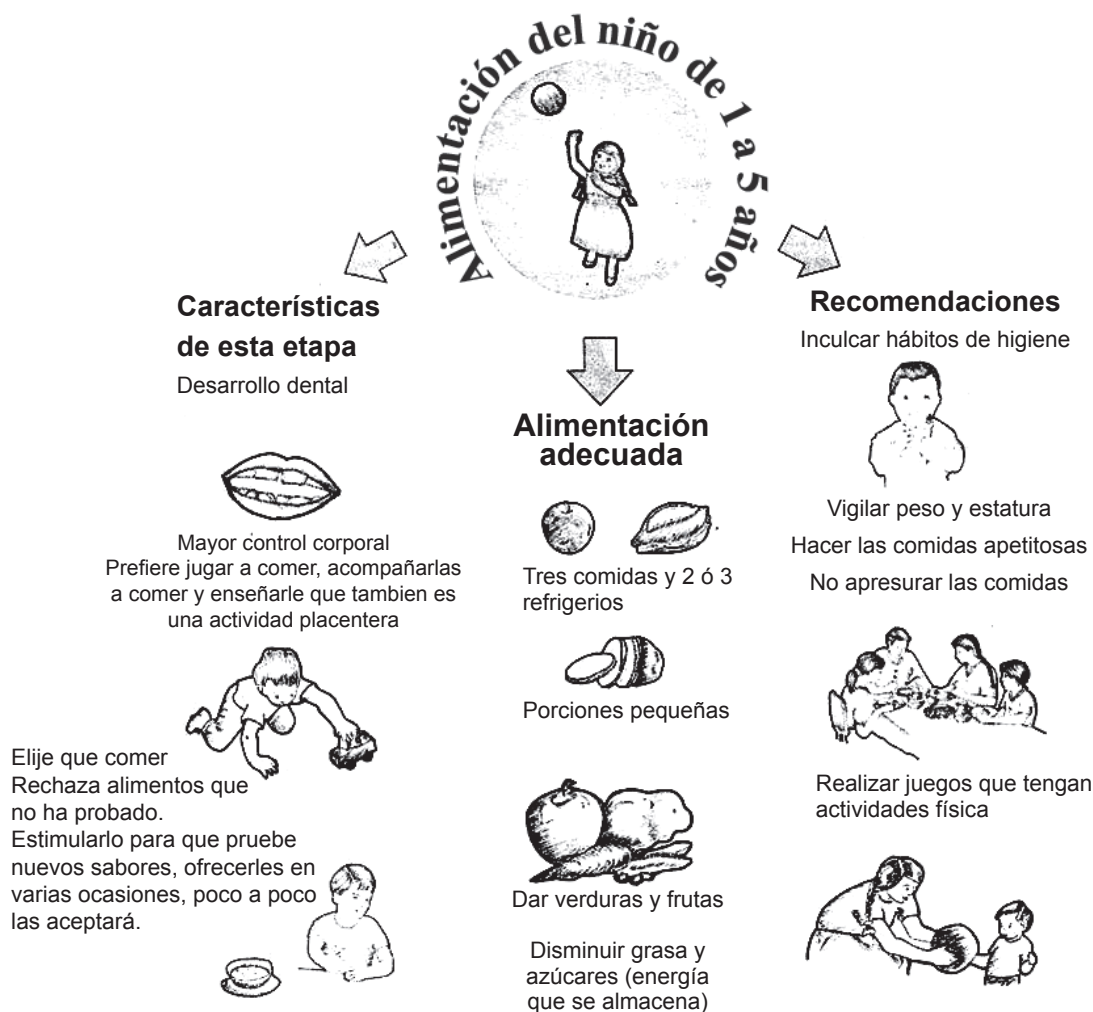 Alimentación del niño de 1 a 5 años
Características
de esta etapa
Desarrollo dental
Mayor control corporal
Prefiere jugar a comer, acompañarlas
a comer y enseñarle que tambien es
una actividad placentera
Elije que comer
Rechaza alimentos que
no ha probado.
Estimularlo para que pruebe
nuevos sabores, ofrecerles en
varias ocasiones, poco a poco
las aceptará.
Alimentación
adecuada
Tres comidas y 2 ó 3
refrigerios
Porciones pequeñas
Dar verduras y frutas
Disminuir grasa y
azúcares (energía
que se almacena)
Recomendaciones
Inculcar hábitos de higiene
Vigilar peso y estatura
Hacer las comidas apetitosas
No apresurar las comidas
Realizar juegos que tengan
actividades física